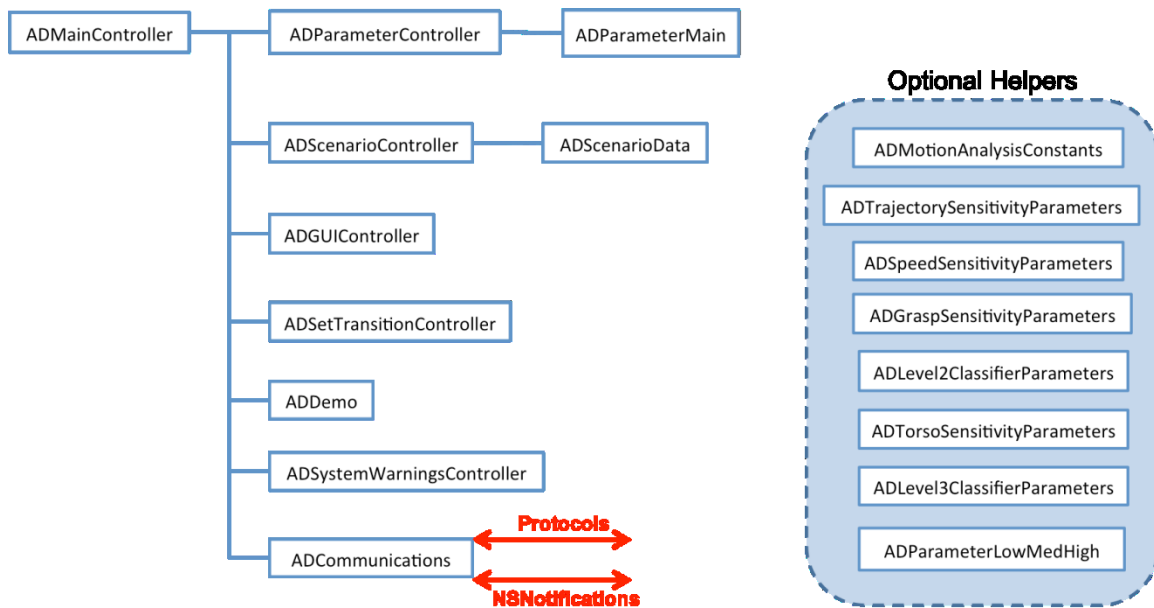 ADMainController
ADParameterController
ADParameterMain
ADScenarioController
ADScenarioData
ADGUIController
ADSetTransitionController
ADDemo
ADSystemWarningsController
ADCommunications
Protocols
NSNotifications
Optional Helpers
ADMotionAnalysisConstants
ADTrajectorySensitivityParameters
ADSpeedSensitivityParameters
ADGraspSensitivityParameters
ADLevel2ClassifierParameters
ADTorsoSensitivityParameters
ADLevel3ClassifierParameters
ADParameterLowMedHigh